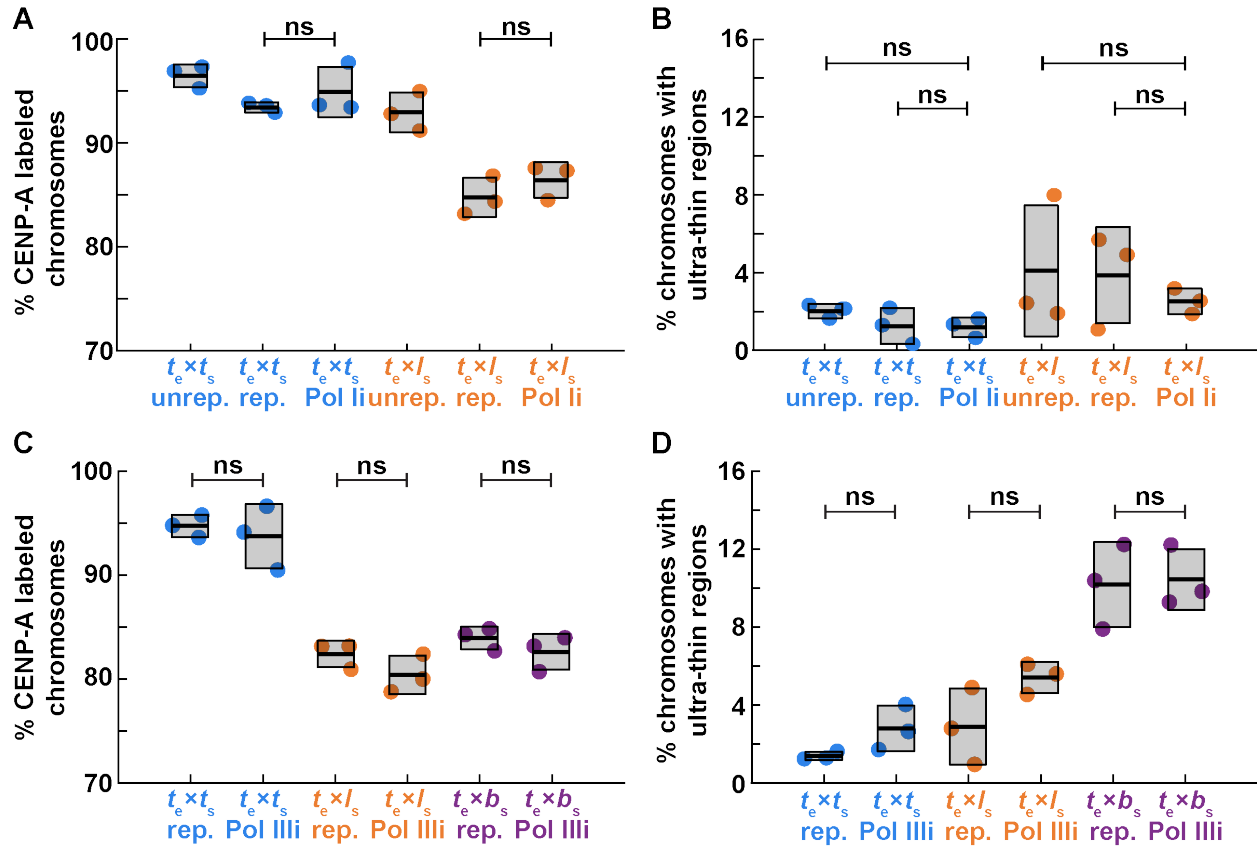 A
% CENP-A labeled
chromosomes
100
90
80
70
ns
ns
te×ts
unrep.
te×ts
rep.
te×ts
Pol Ii
te×ls
unrep.
te×ls
rep.
te×ls
Pol Ii
B
% chromosomes with
ultra-thin regions
16
12
8
4
0
ns
ns
ns
ns
te×ts
unrep.
te×ts
rep.
te×ts
Pol Ii
te×ls
unrep.
te×ls
rep.
te×ls
Pol Ii
C
% CENP-A labeled
chromosomes
100
90
80
70
ns
ns
ns
te×ts
rep.
te×ts
Pol IIIi
te×ls
rep.
te×ls
Pol IIIi
te×bs
rep.
te×bs
Pol IIIi
D
% chromosomes with
ultra-thin regions
16
12
8
4
0
ns
ns
ns
te×ts
rep.
te×ts
Pol IIIi
te×ls
rep.
te×ls
Pol IIIi
te×bs
rep.
te×bs
Pol IIIi